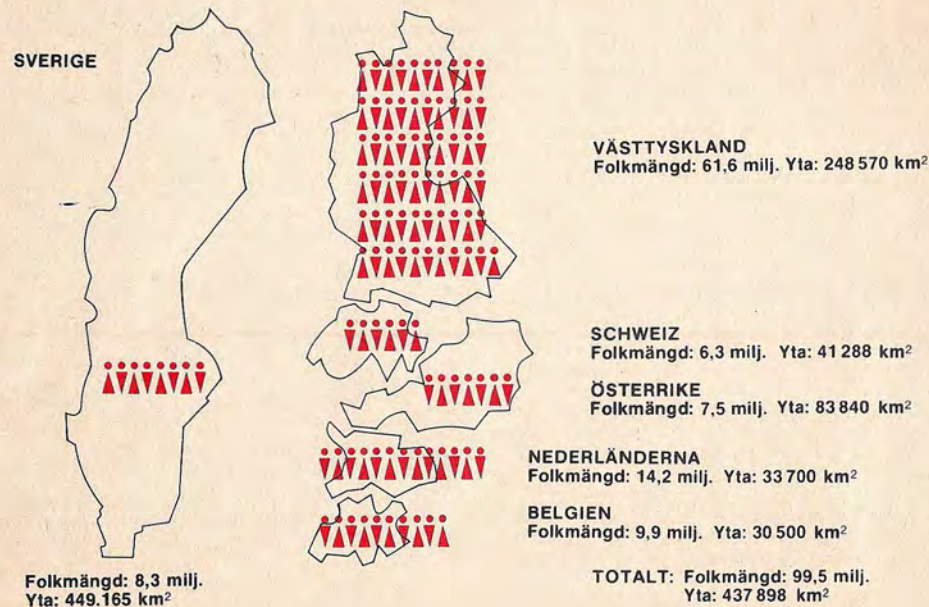 SVERIGE
VÄSTTYSKLAND
Folkmängd: 61,6 milj. Yta: 248 570 km²
SCHWEIZ
Folkmängd: 6,3 milj. Yta: 41 288 km²
ÖSTERRIKE
Folkmängd: 7,5 milj. Yta: 83 840 km²
NEDERLÄNDERNA
Folkmängd: 14,2 milj. Yta: 33 700 km²
BELGIEN
Folkmängd: 9,9 milj. Yta: 30 500 km²
Folkmängd: 8,3 milj.
Yta: 449.165 km²
TOTALT: Folkmängd: 99,5 milj.
Yta: 437 898 km²